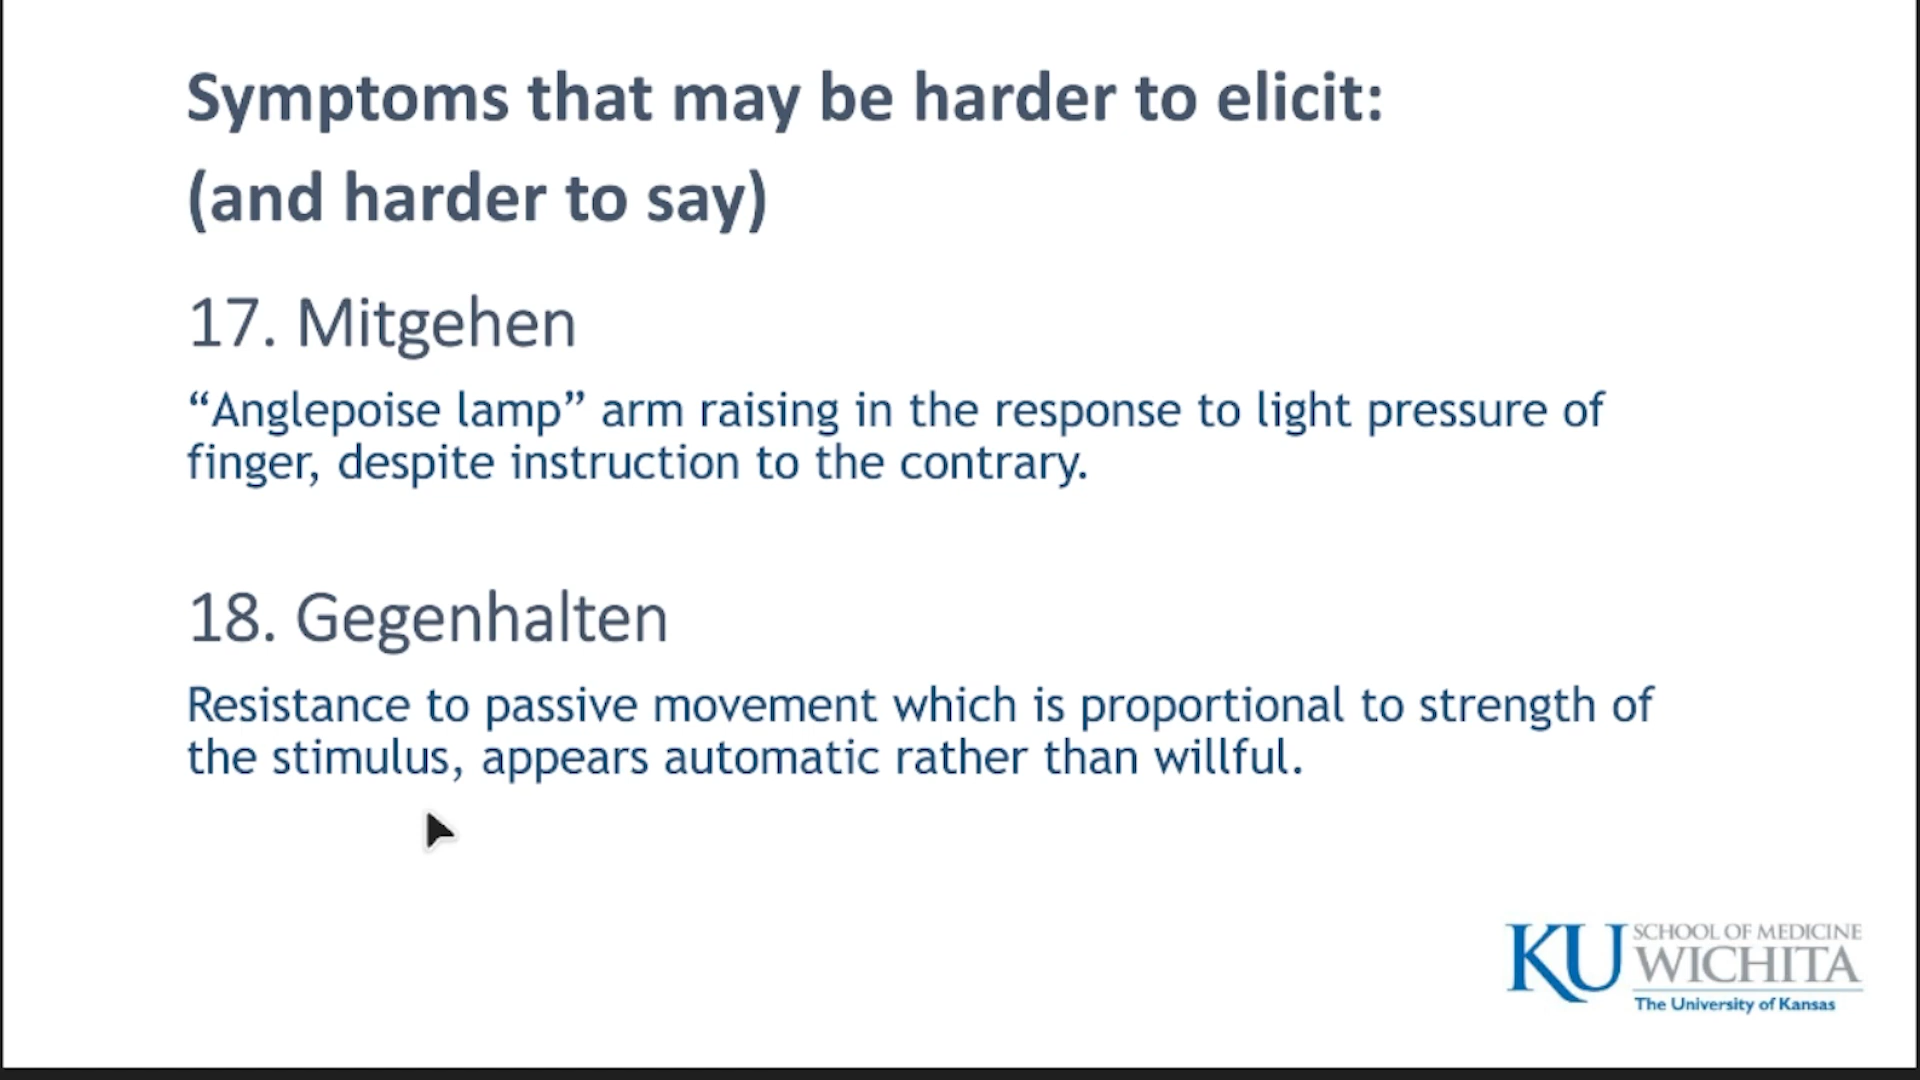 Symptoms that may be harder to elicit:
(and harder to say)
17. Mitgehen
“Anglepoise lamp” arm raising in the response to light pressure of
finger, despite instruction to the contrary.
18. Gegenhalten
Resistance to passive movement which is proportional to strength of
the stimulus, appears automatic rather than willful.
KU SCHOOL OF MEDICINE
WICHITA
The University of Kansas